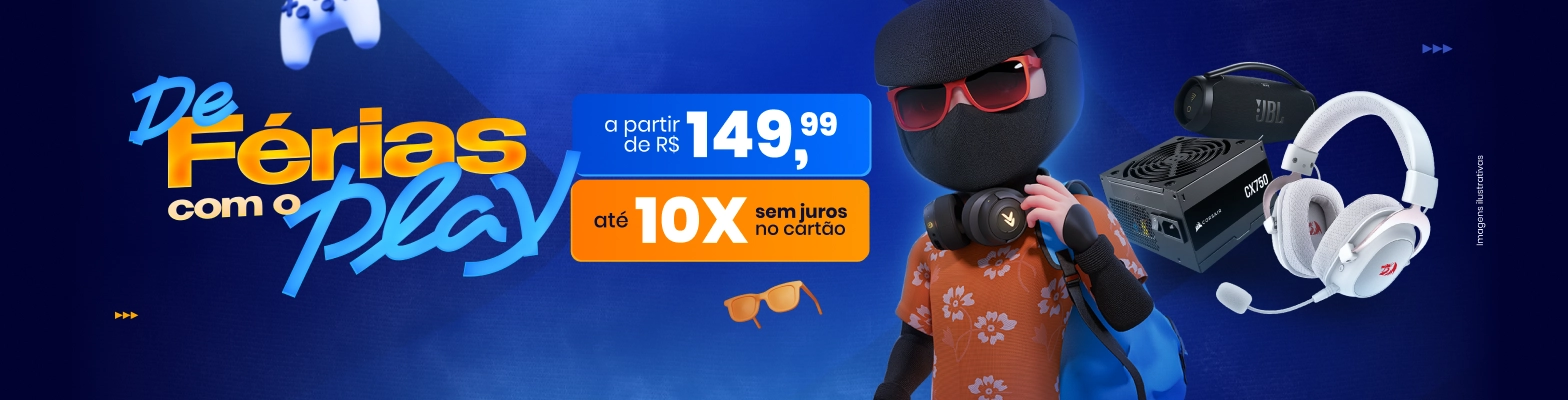 De
Férias
com o
play
a partir
de R$ 149,99
até 10X sem juros
no cartão
JBL
CX750
CORSAIR
Imagens ilustrativas